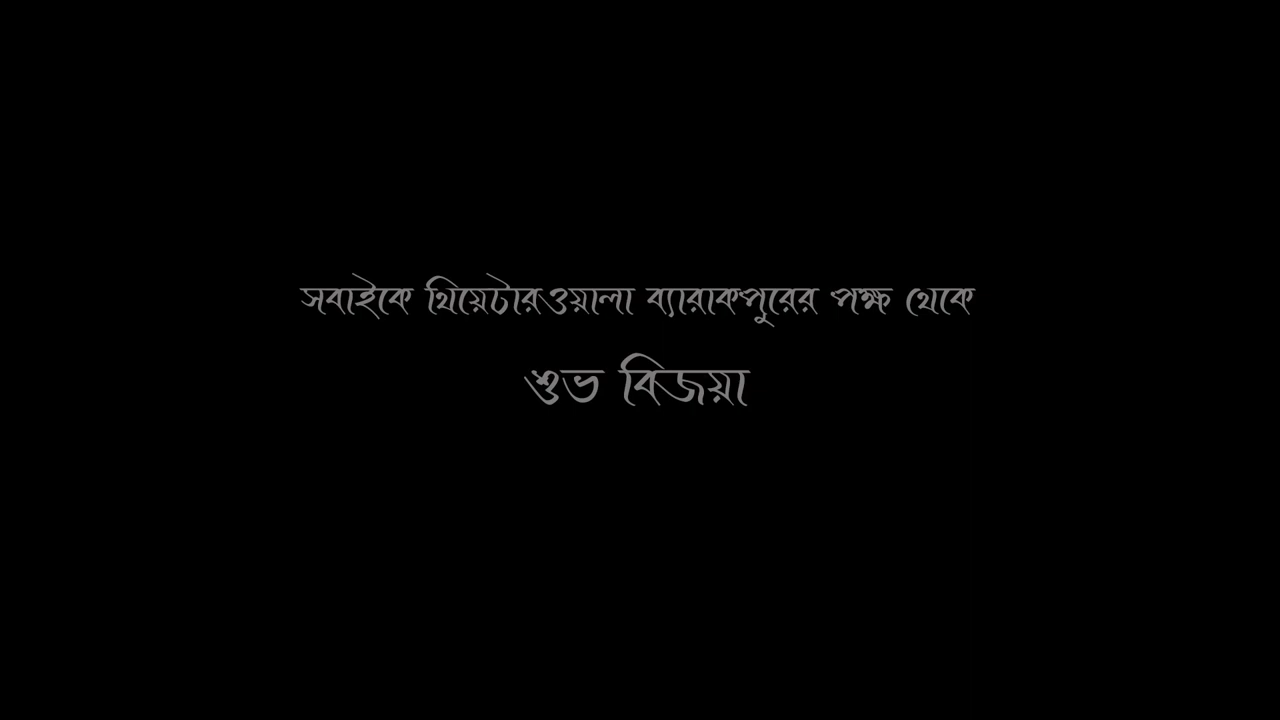 সবাইকে থিয়েটারওয়ালা ব্যারাকপুরের পক্ষ থেকে
শুভ বিজয়া